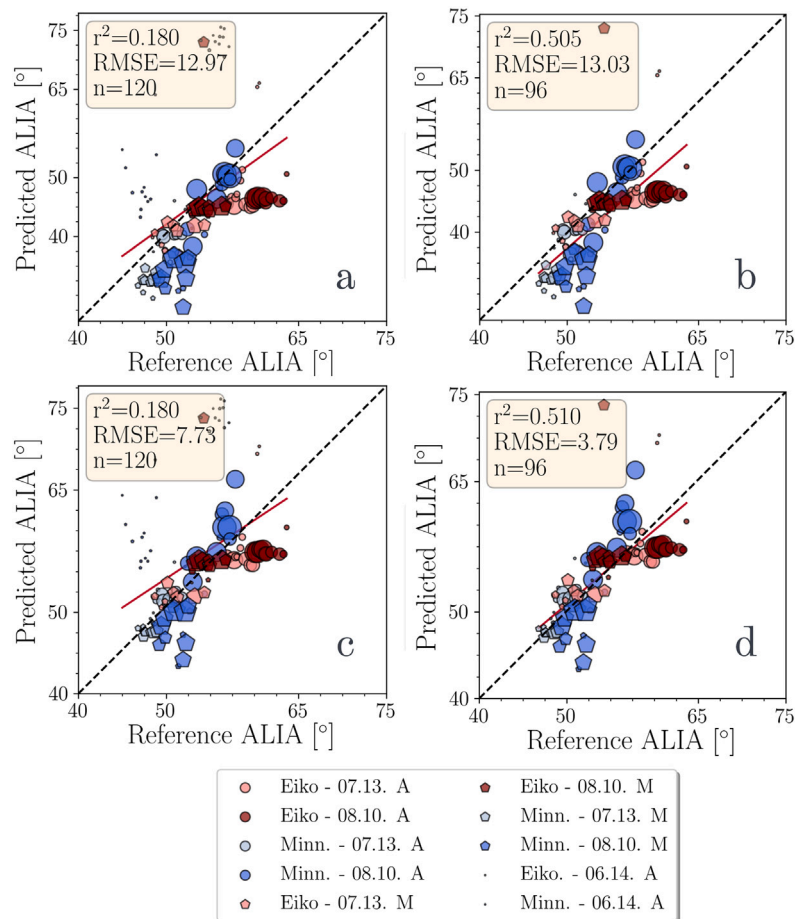 r²=0.180
RMSE=12.97
n=120
75
65
50
40
40 50 65 75
Predicted ALIA [°]
Reference ALIA [°]
a
r²=0.505
RMSE=13.03
n=96
75
65
50
40
40 50 65 75
Predicted ALIA [°]
Reference ALIA [°]
b
r²=0.180
RMSE=7.73
n=120
75
65
50
40
40 50 65 75
Predicted ALIA [°]
Reference ALIA [°]
c
r²=0.510
RMSE=3.79
n=96
75
65
50
40
40 50 65 75
Predicted ALIA [°]
Reference ALIA [°]
d
Eiko - 07.13. A
Eiko - 08.10. A
Minn. - 07.13. A
Minn. - 08.10. A
Eiko - 07.13. M
Eiko - 08.10. M
Minn. - 07.13. M
Minn. - 08.10. M
Eiko. - 06.14. A
Minn. - 06.14. A